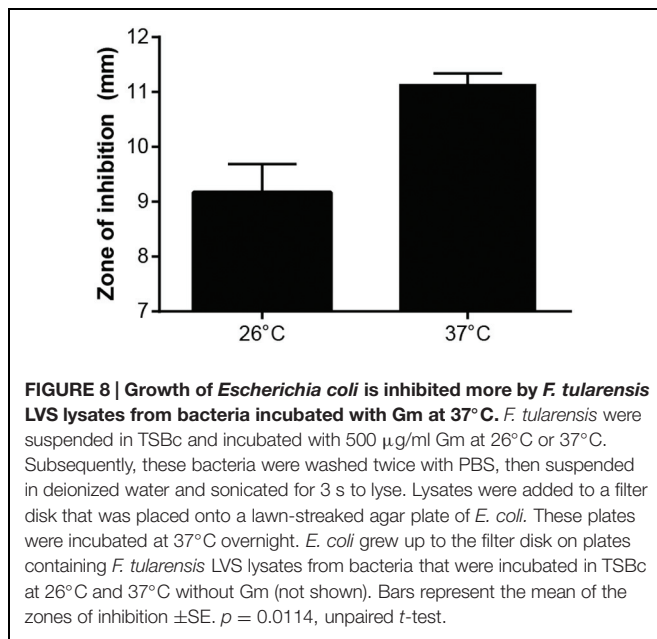 12
11
10
9
8
7
Zone of inhibition (mm)
26°C
37°C
FIGURE 8 | Growth of Escherichia coli is inhibited more by F. tularensis
LVS lysates from bacteria incubated with Gm at 37°C. F. tularensis were
suspended in TSBc and incubated with 500 μg/ml Gm at 26°C or 37°C.
Subsequently, these bacteria were washed twice with PBS, then suspended
in deionized water and sonicated for 3 s to lyse. Lysates were added to a filter
disk that was placed onto a lawn-streaked agar plate of E. coli. These plates
were incubated at 37°C overnight. E. coli grew up to the filter disk on plates
containing F. tularensis LVS lysates from bacteria that were incubated in TSBc
at 26°C and 37°C without Gm (not shown). Bars represent the mean of the
zones of inhibition ±SE. p = 0.0114, unpaired t-test.